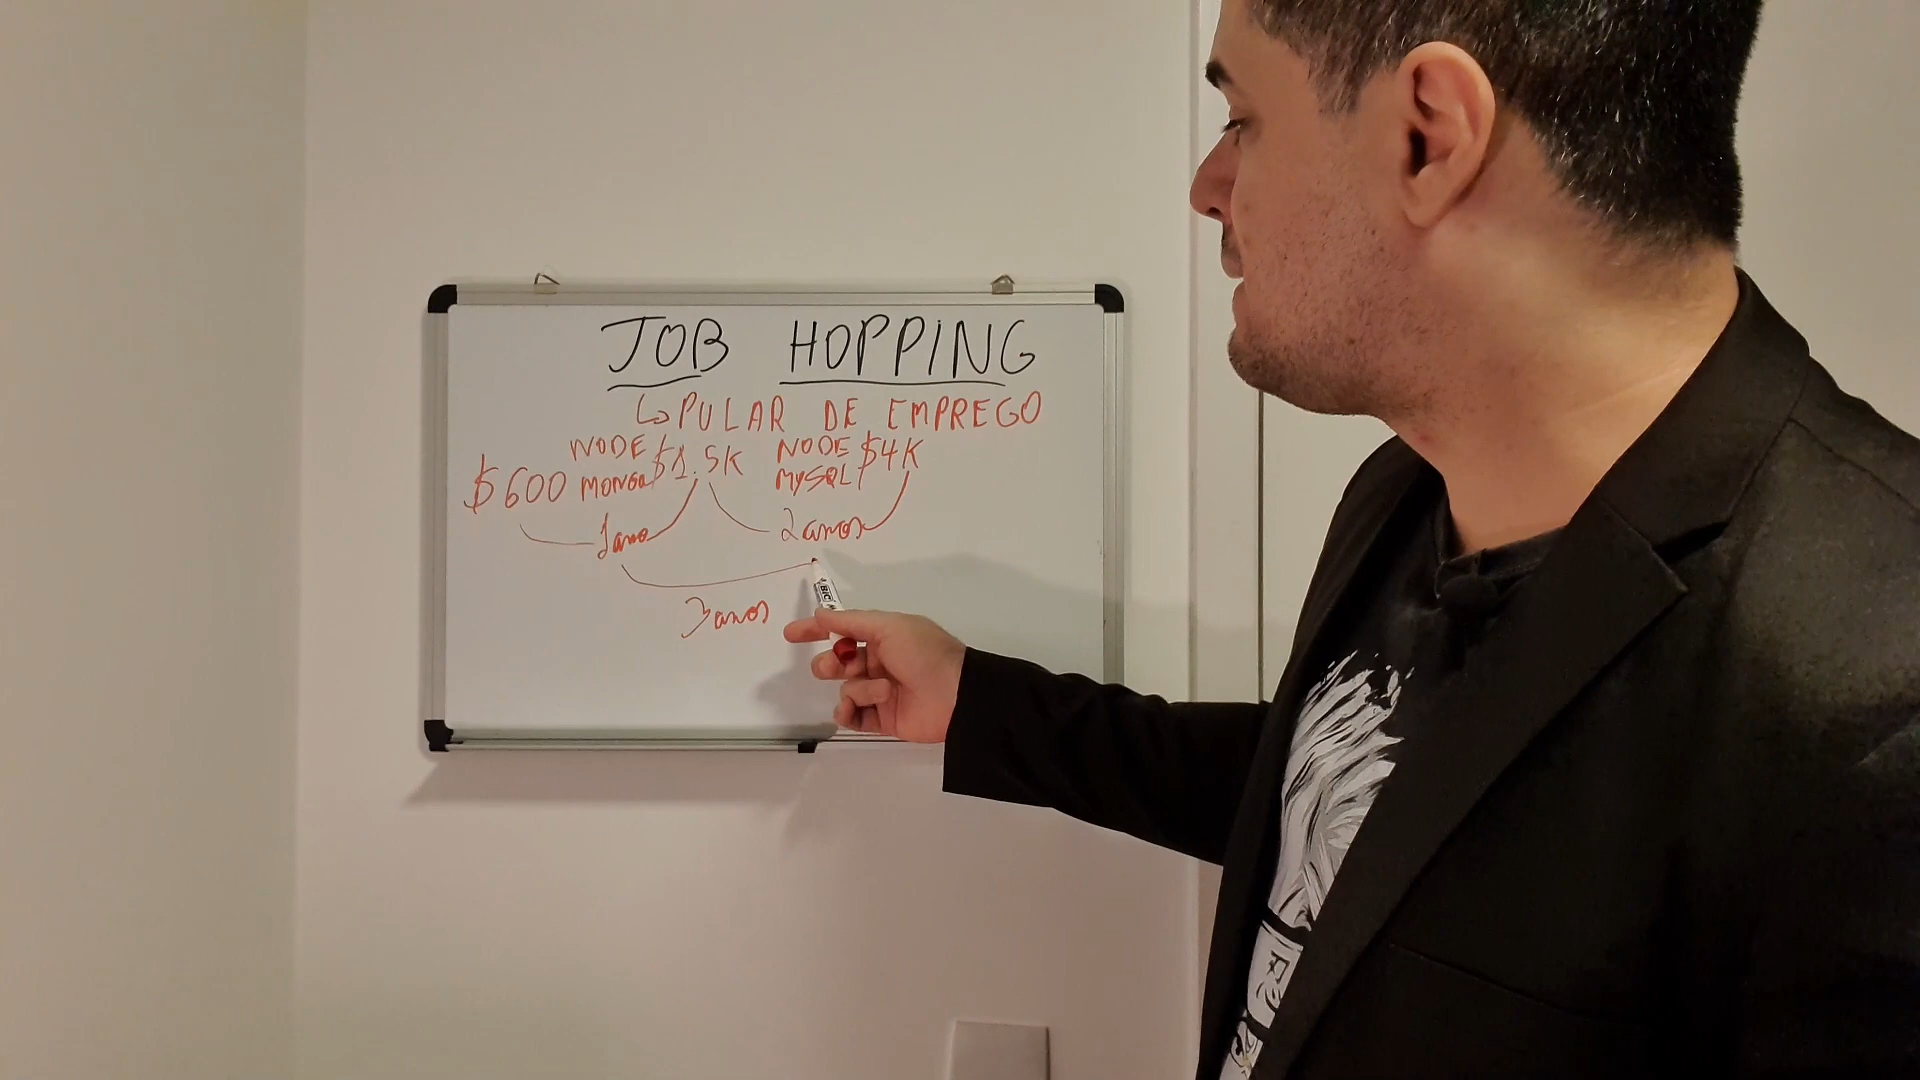 JOB HOPPING
↳ PULAR DE EMPREGO
$600 NODE MONGO $1.5K NODE MYSQL $4K
1 ano 2 anos
3 anos
BIC